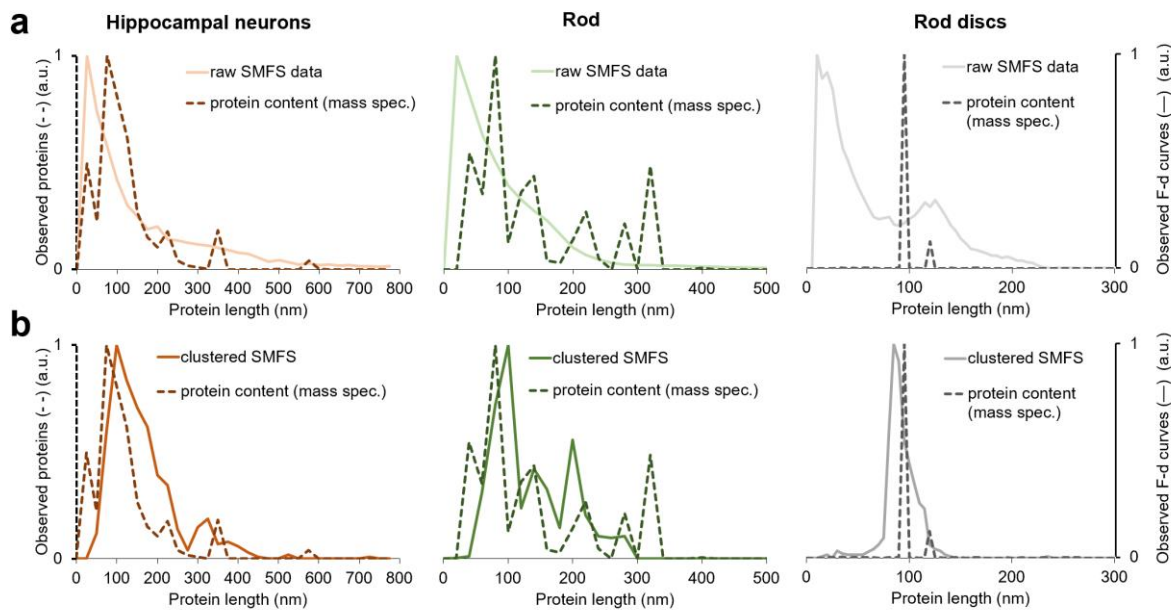 Hippocampal neurons
Rod
Rod discs
a
Observed proteins (- -) (a.u.)
1
0
raw SMFS data
protein content (mass spec.)
0 100 200 300 400 500 600 700 800
Protein length (nm)
raw SMFS data
protein content (mass spec.)
0 100 200 300 400 500
Protein length (nm)
raw SMFS data
protein content
(mass spec.)
0 100 200 300
Protein length (nm)
1
0
Observed F-d curves (—) (a.u.)
b
Observed proteins (- -) (a.u.)
1
0
clustered SMFS
protein content (mass spec.)
0 100 200 300 400 500 600 700 800
Protein length (nm)
clustered SMFS
protein content (mass spec.)
0 100 200 300 400 500
Protein length (nm)
clustered SMFS
protein content
(mass spec.)
0 100 200 300
Protein length (nm)
1
0
Observed F-d curves (—) (a.u.)